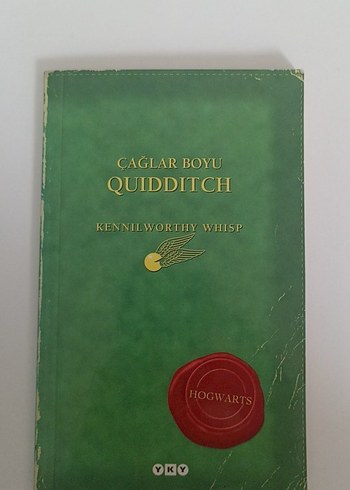 ÇAĞLAR BOYU
QUIDDITCH
KENNILWORTHY WHISP
HOGWARTS
YKY